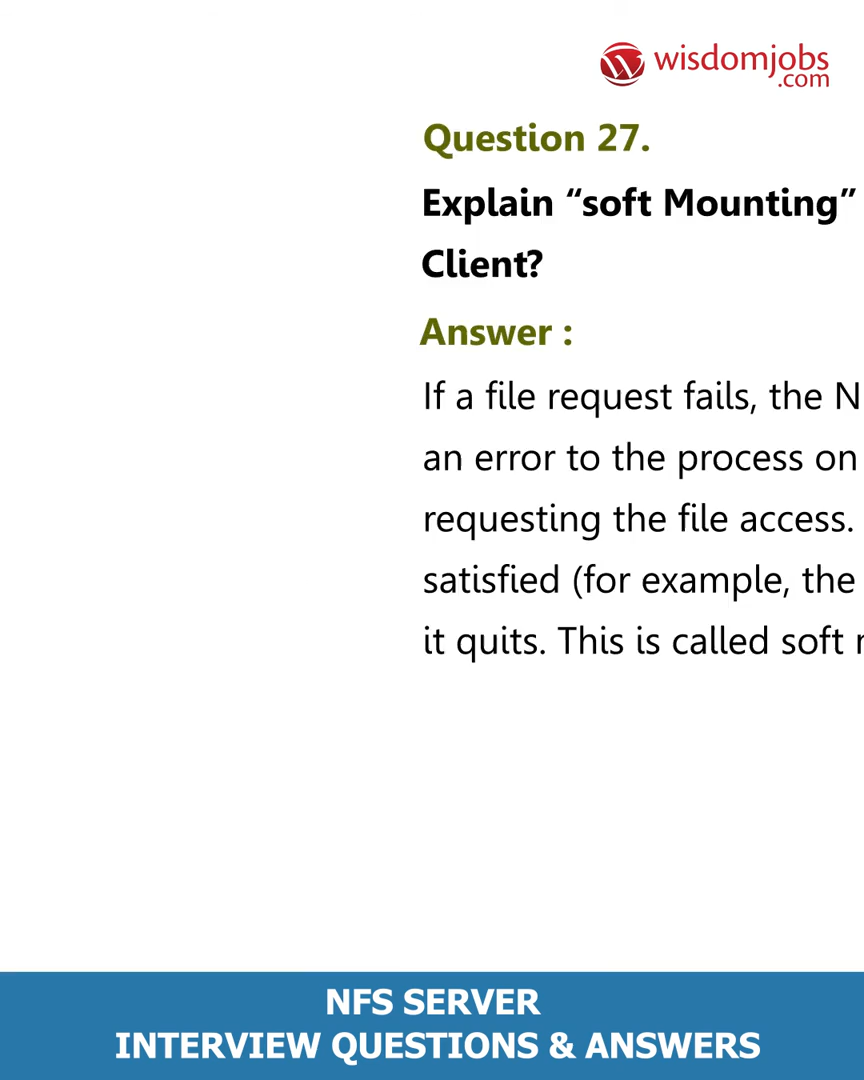 wisdomjobs
.com
Question 27.
Explain “soft Mounting”
Client?
Answer :
If a file request fails, the N
an error to the process on
requesting the file access.
satisfied (for example, the
it quits. This is called soft
NFS SERVER
INTERVIEW QUESTIONS & ANSWERS